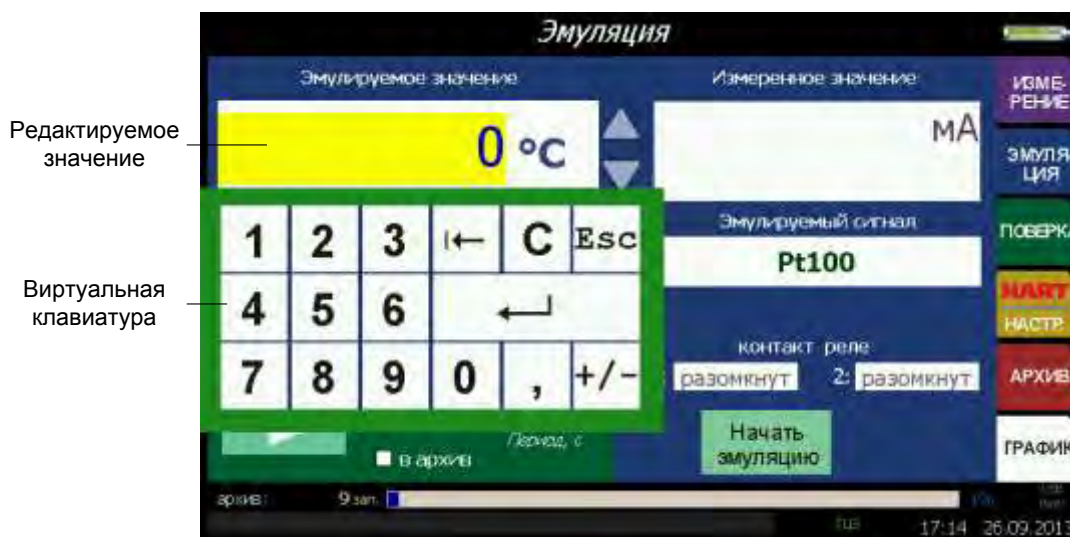 Эмуляция
Эмулируемое значение
Измеренное значение
ИЗМЕ-
РЕНИЕ
Редактируемое
значение
0 °C
мА
ЭМУЛЯ
ЦИЯ
Эмулируемый сигнал
Pt100
ПОВЕРКА
1 2 3 |← C Esc
Виртуальная
клавиатура
4 5 6
HART
НАСТР.
контакт реле
разомкнут 2: разомкнут
7 8 9 0 , +/-
АРХИВ
Начать
эмуляцию
Период, с
в архив
ГРАФИК
архив: 9 зап.
17:14 26.09.2013